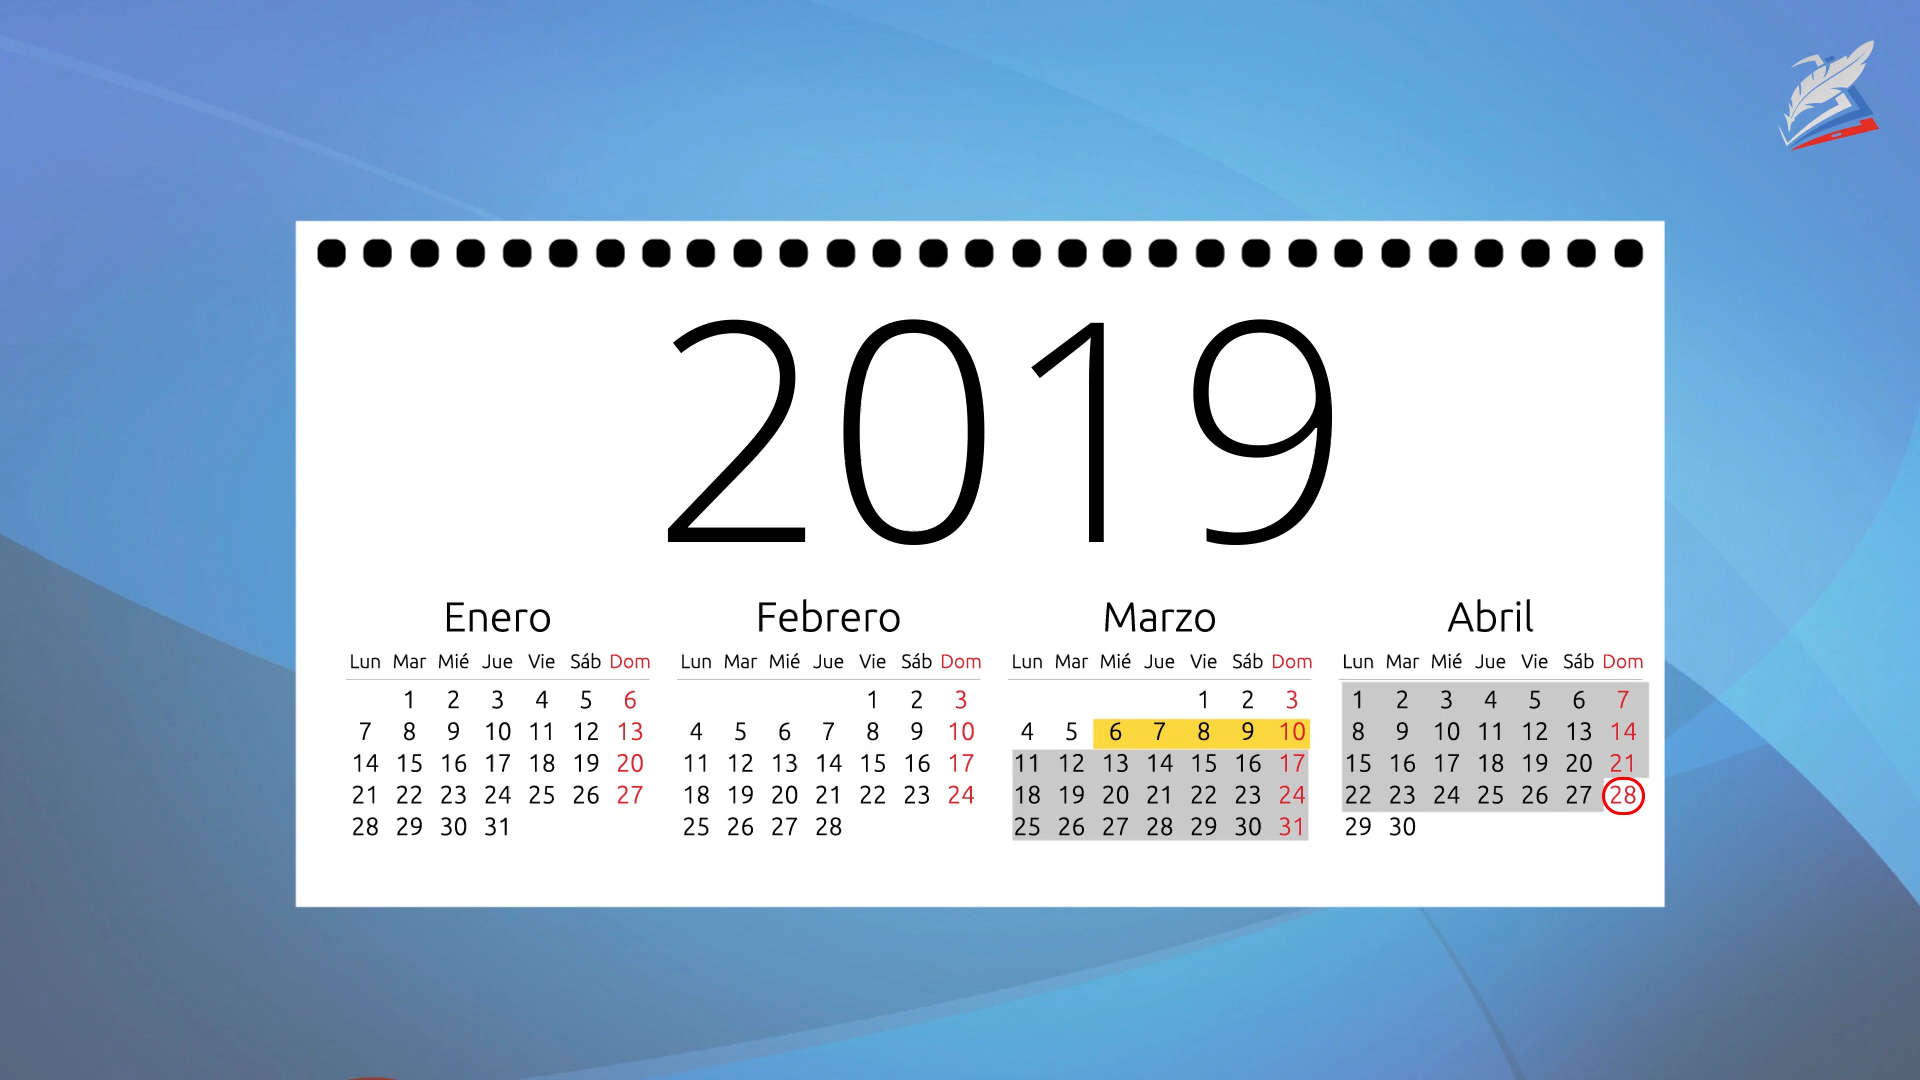 2019
Enero
Lun Mar Mié Jue Vie Sáb Dom
1 2 3 4 5 6
7 8 9 10 11 12 13
14 15 16 17 18 19 20
21 22 23 24 25 26 27
28 29 30 31
Febrero
Lun Mar Mié Jue Vie Sáb Dom
1 2 3
4 5 6 7 8 9 10
11 12 13 14 15 16 17
18 19 20 21 22 23 24
25 26 27 28
Marzo
Lun Mar Mié Jue Vie Sáb Dom
1 2 3
4 5 6 7 8 9 10
11 12 13 14 15 16 17
18 19 20 21 22 23 24
25 26 27 28 29 30 31
Abril
Lun Mar Mié Jue Vie Sáb Dom
1 2 3 4 5 6 7
8 9 10 11 12 13 14
15 16 17 18 19 20 21
22 23 24 25 26 27 28
29 30